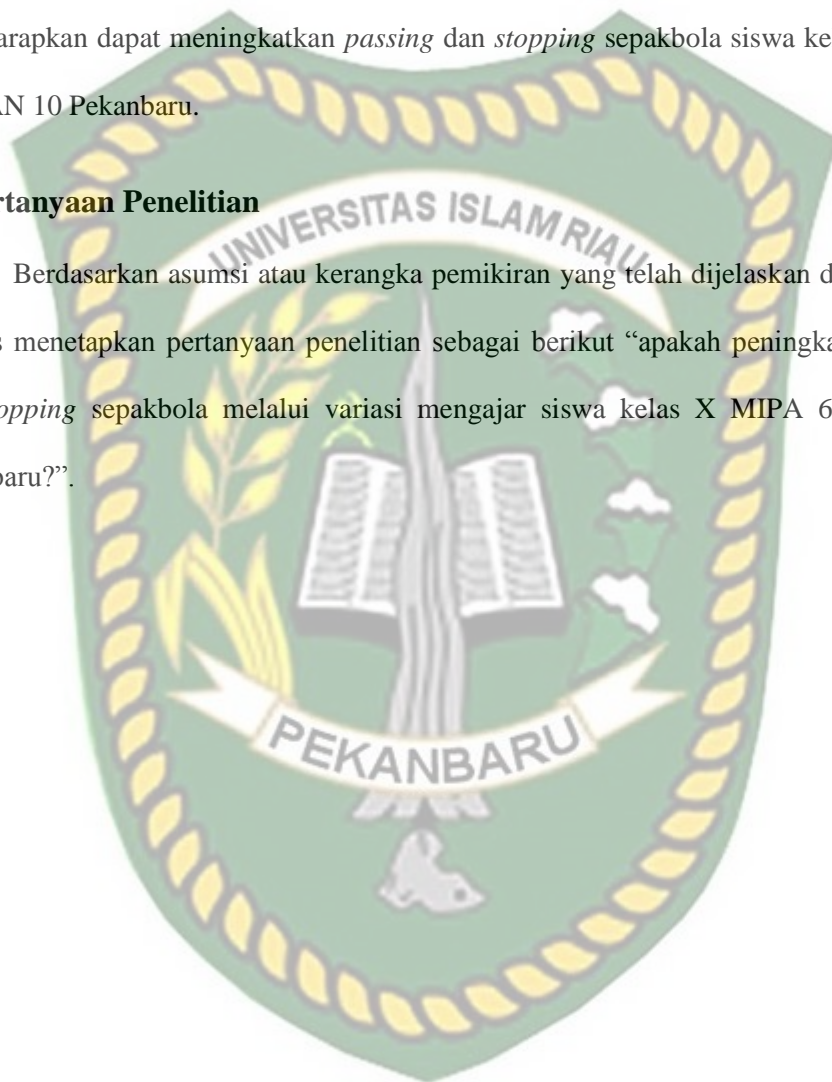 arapkan dapat meningkatkan passing dan stopping sepakbola siswa ke
AN 10 Pekanbaru.
rtanyaan Penelitian
Berdasarkan asumsi atau kerangka pemikiran yang telah dijelaskan d
s menetapkan pertanyaan penelitian sebagai berikut “apakah peningka
opping sepakbola melalui variasi mengajar siswa kelas X MIPA 6
baru?”.
UNIVERSITAS ISLAM RIAU
PEKANBARU